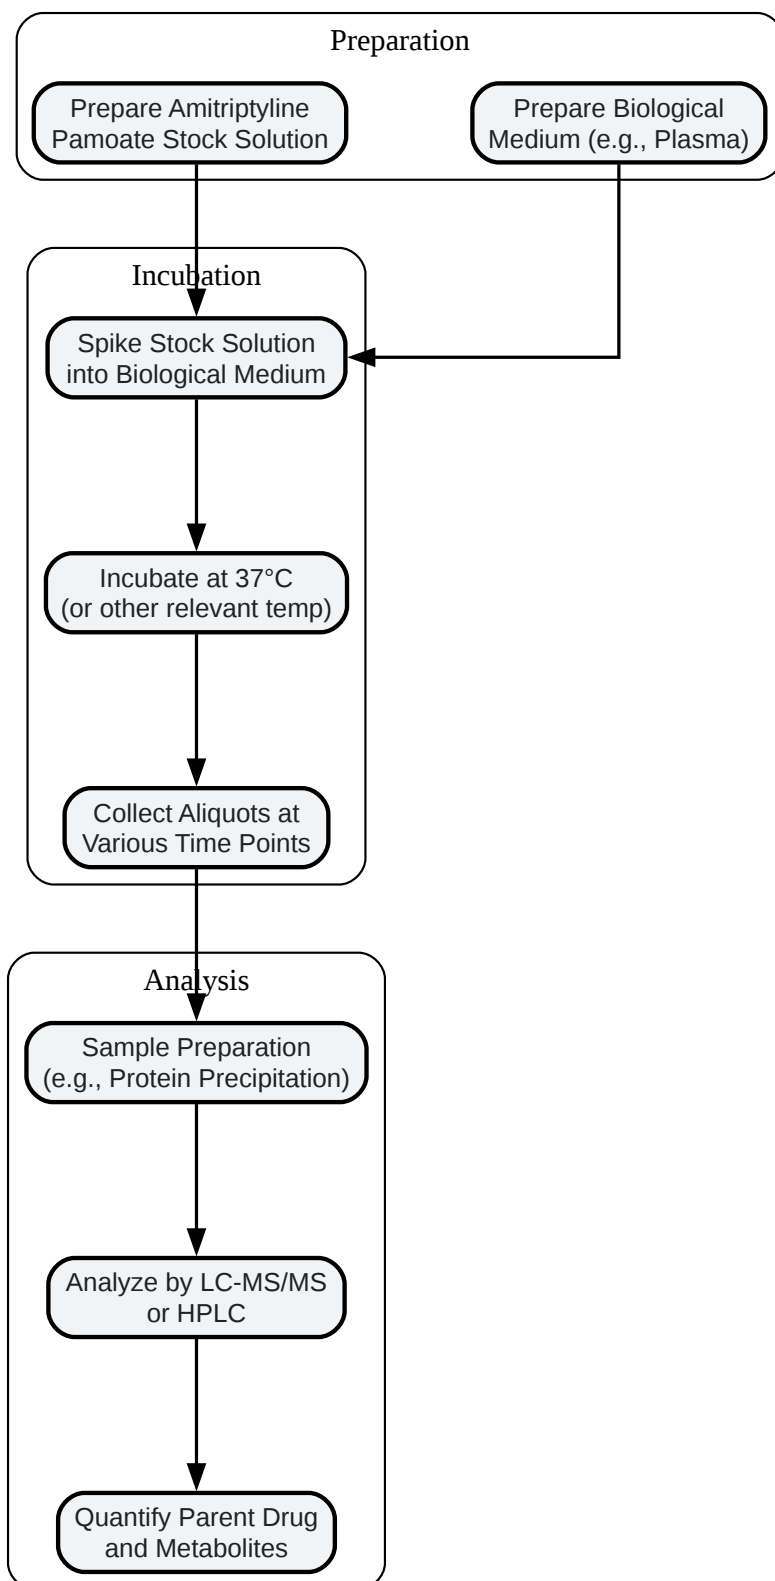 Preparation
Prepare Amitriptyline
Pamoate Stock Solution
Prepare Biological
Medium (e.g., Plasma)
Incubation
Spike Stock Solution
into Biological Medium
Incubate at 37°C
(or other relevant temp)
Collect Aliquots at
Various Time Points
Analysis
Sample Preparation
(e.g., Protein Precipitation)
Analyze by LC-MS/MS
or HPLC
Quantify Parent Drug
and Metabolites